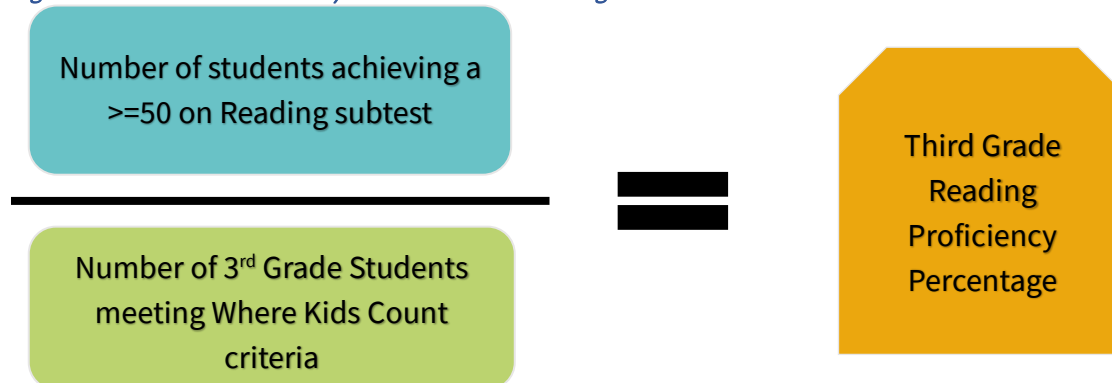 Number of students achieving a
>=50 on Reading subtest
Number of 3rd Grade Students
meeting Where Kids Count
criteria
Third Grade
Reading
Proficiency
Percentage